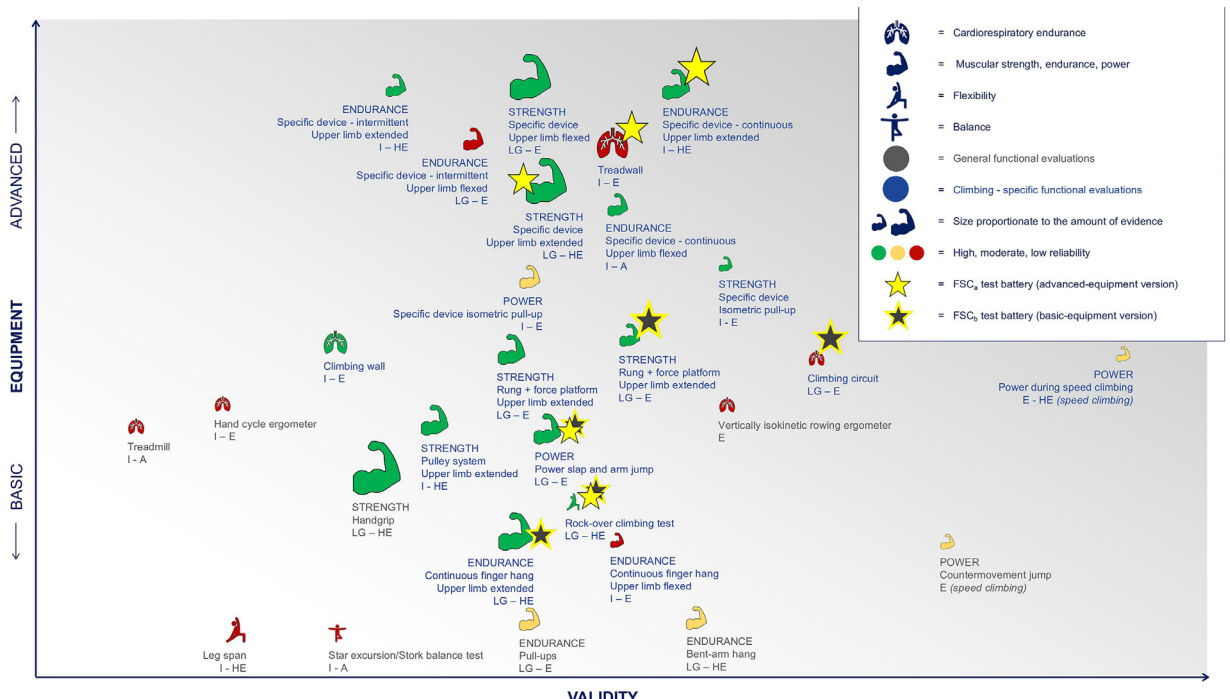 ADVANCED
EQUIPMENT
BASIC
VALIDITY
ENDURANCE
Specific device - intermittent
Upper limb extended
I – HE
STRENGTH
Specific device
Upper limb flexed
LG – E
ENDURANCE
Specific device - continuous
Upper limb extended
I – HE
ENDURANCE
Specific device - intermittent
Upper limb flexed
LG – E
Treadwall
I – E
STRENGTH
Specific device
Upper limb extended
LG – HE
ENDURANCE
Specific device - continuous
Upper limb flexed
I – A
POWER
Specific device isometric pull-up
I – E
STRENGTH
Specific device
Isometric pull-up
I - E
Climbing wall
I – E
STRENGTH
Rung + force platform
Upper limb extended
LG – E
STRENGTH
Rung + force platform
Upper limb extended
LG – E
Climbing circuit
LG – E
POWER
Power during speed climbing
E - HE (speed climbing)
Treadmill
I - A
Hand cycle ergometer
I – E
STRENGTH
Pulley system
Upper limb extended
I - HE
POWER
Power slap and arm jump
LG – E
Vertically isokinetic rowing ergometer
E
STRENGTH
Handgrip
LG – HE
Rock-over climbing test
LG – HE
ENDURANCE
Continuous finger hang
Upper limb extended
LG – HE
ENDURANCE
Continuous finger hang
Upper limb flexed
I – E
POWER
Countermovement jump
E (speed climbing)
Leg span
I - HE
Star excursion/Stork balance test
I - A
ENDURANCE
Pull-ups
LG – E
ENDURANCE
Bent-arm hang
LG – HE
= Cardiorespiratory endurance
= Muscular strength, endurance, power
= Flexibility
= Balance
= General functional evaluations
= Climbing - specific functional evaluations
= Size proportionate to the amount of evidence
= High, moderate, low reliability
= FSCa test battery (advanced-equipment version)
= FSCb test battery (basic-equipment version)